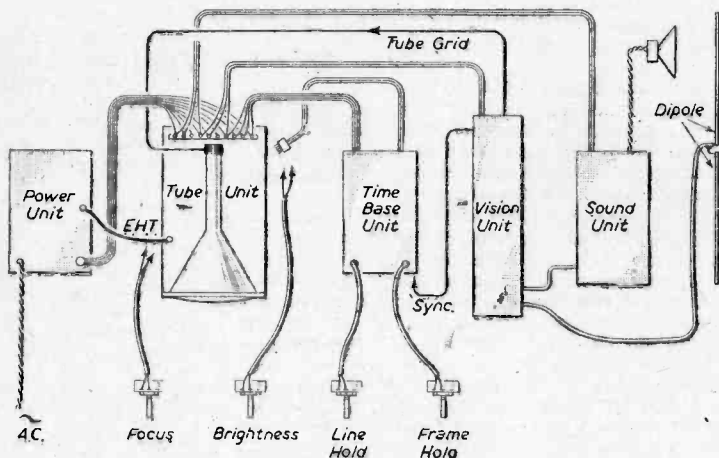 Tube Grid
Dipole
Power
Unit
Tube Unit
Time
Base
Unit
Vision
Unit
Sound
Unit
EHT.
Sync.
A.C.
Focus
Brightness
Line
Hold
Frame
Hold